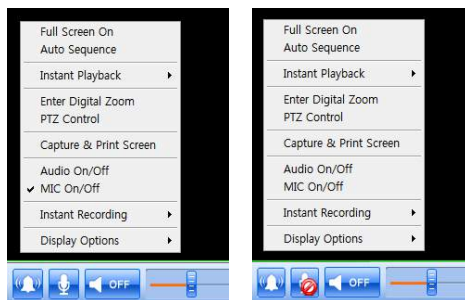 Full Screen On
Auto Sequence
Instant Playback
Enter Digital Zoom
PTZ Control
Capture & Print Screen
Audio On/Off
MIC On/Off
Instant Recording
Display Options
OFF
Full Screen On
Auto Sequence
Instant Playback
Enter Digital Zoom
PTZ Control
Capture & Print Screen
Audio On/Off
MIC On/Off
Instant Recording
Display Options
OFF